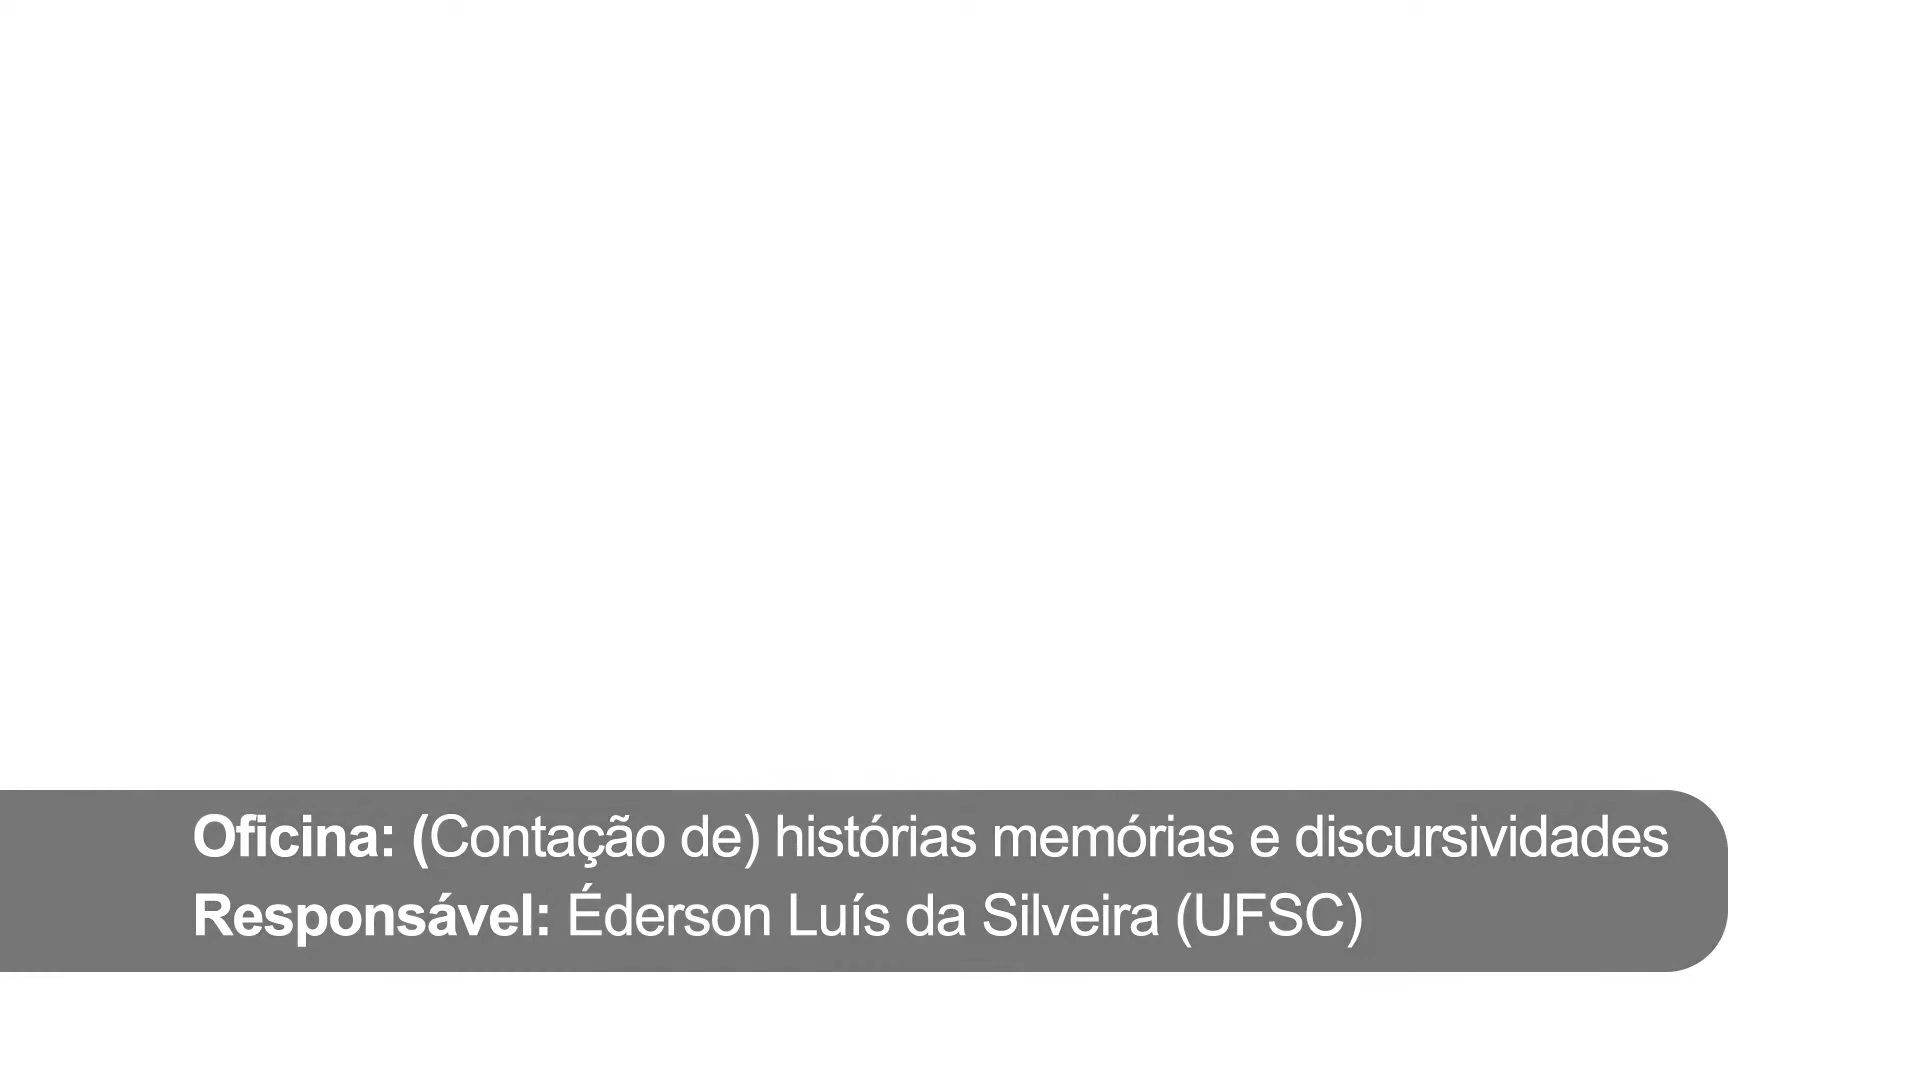 Oficina: (Contação de) histórias memórias e discursividades
Responsável: Éderson Luís da Silveira (UFSC)